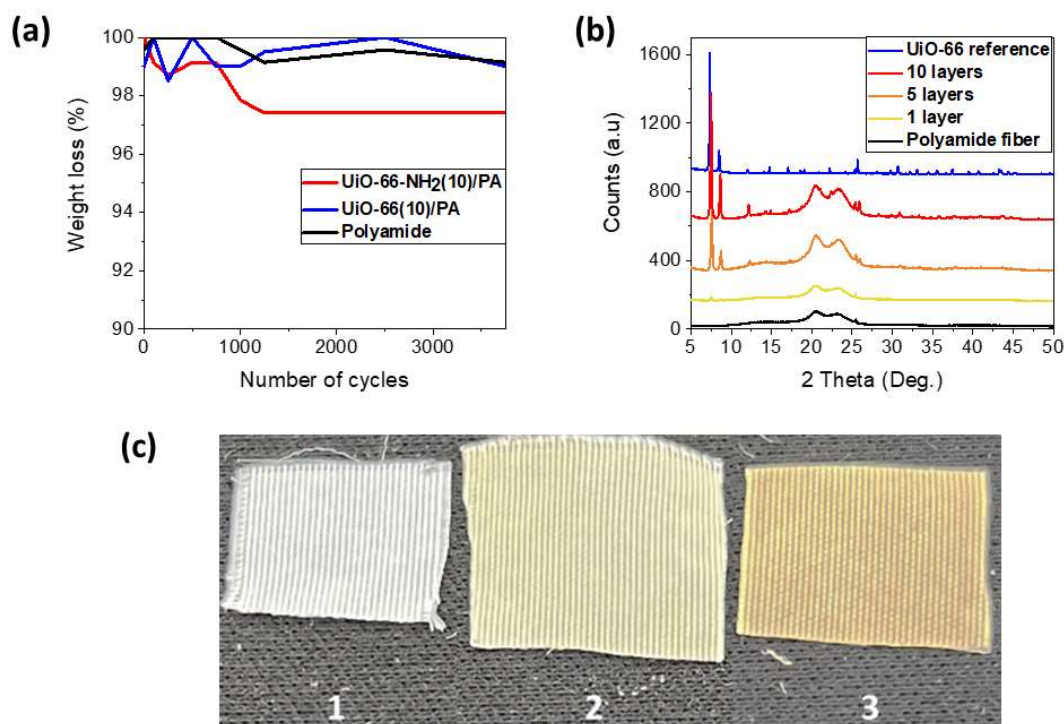 (a)
100
98
96
94
92
90
Weight loss (%)
UiO-66-NH2(10)/PA
UiO-66(10)/PA
Polyamide
0
1000
2000
3000
Number of cycles
(b)
1600
1200
800
400
0
Counts (a.u)
UiO-66 reference
10 layers
5 layers
1 layer
Polyamide fiber
5
10
15
20
25
30
35
40
45
50
2 Theta (Deg.)
(c)
1
2
3